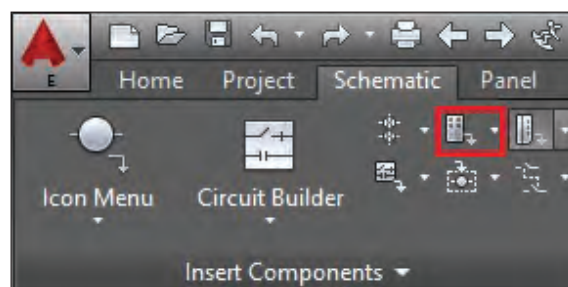 E
Home Project Schematic Panel
Icon Menu Circuit Builder
Insert Components